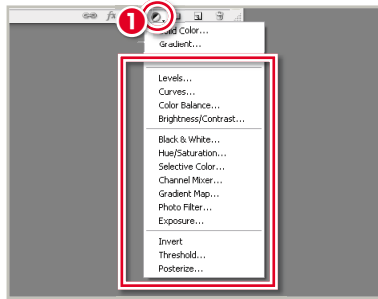 fx
1
Solid Color...
Gradient...
Levels...
Curves...
Color Balance...
Brightness/Contrast...
Black & White...
Hue/Saturation...
Selective Color...
Channel Mixer...
Gradient Map...
Photo Filter...
Exposure...
Invert
Threshold...
Posterize...